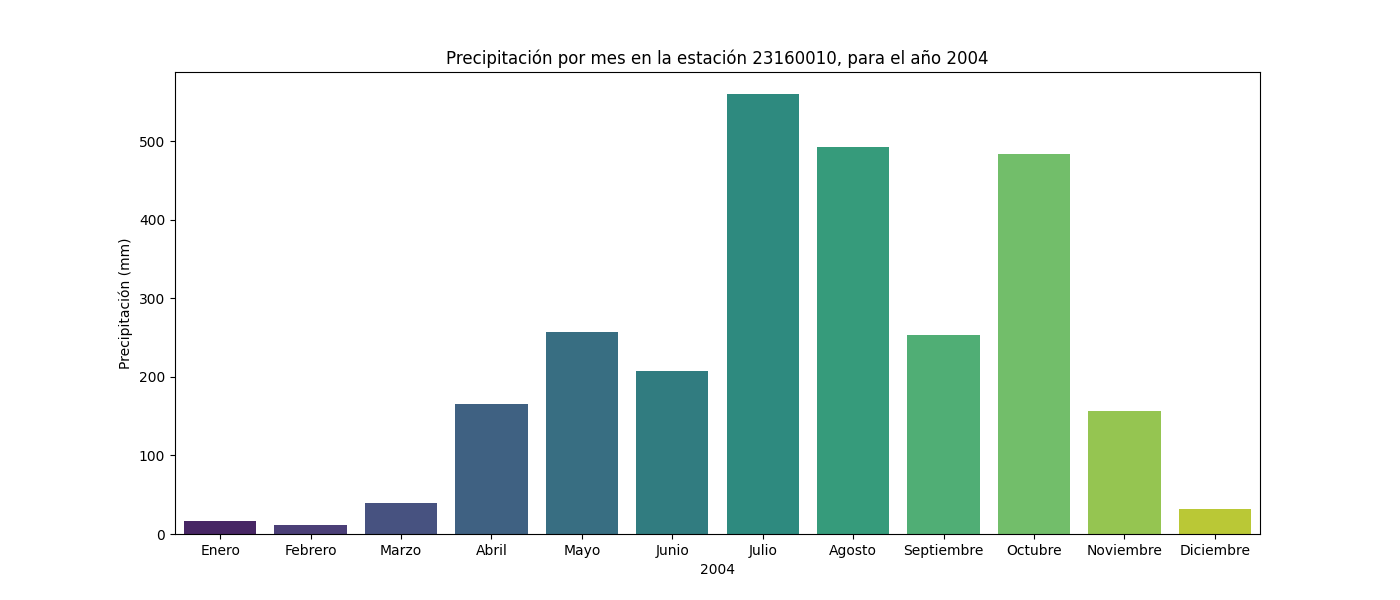 Precipitación por mes en la estación 23160010, para el año 2004
Precipitación (mm)
500
400
300
200
100
0
Enero Febrero Marzo Abril Mayo Junio Julio Agosto Septiembre Octubre Noviembre Diciembre
2004